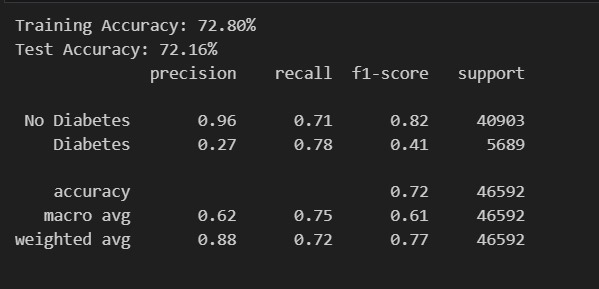 Training Accuracy: 72.80%
Test Accuracy: 72.16%
precision recall f1-score support
No Diabetes 0.96 0.71 0.82 40903
Diabetes 0.27 0.78 0.41 5689
accuracy 0.72 46592
macro avg 0.62 0.75 0.61 46592
weighted avg 0.88 0.72 0.77 46592